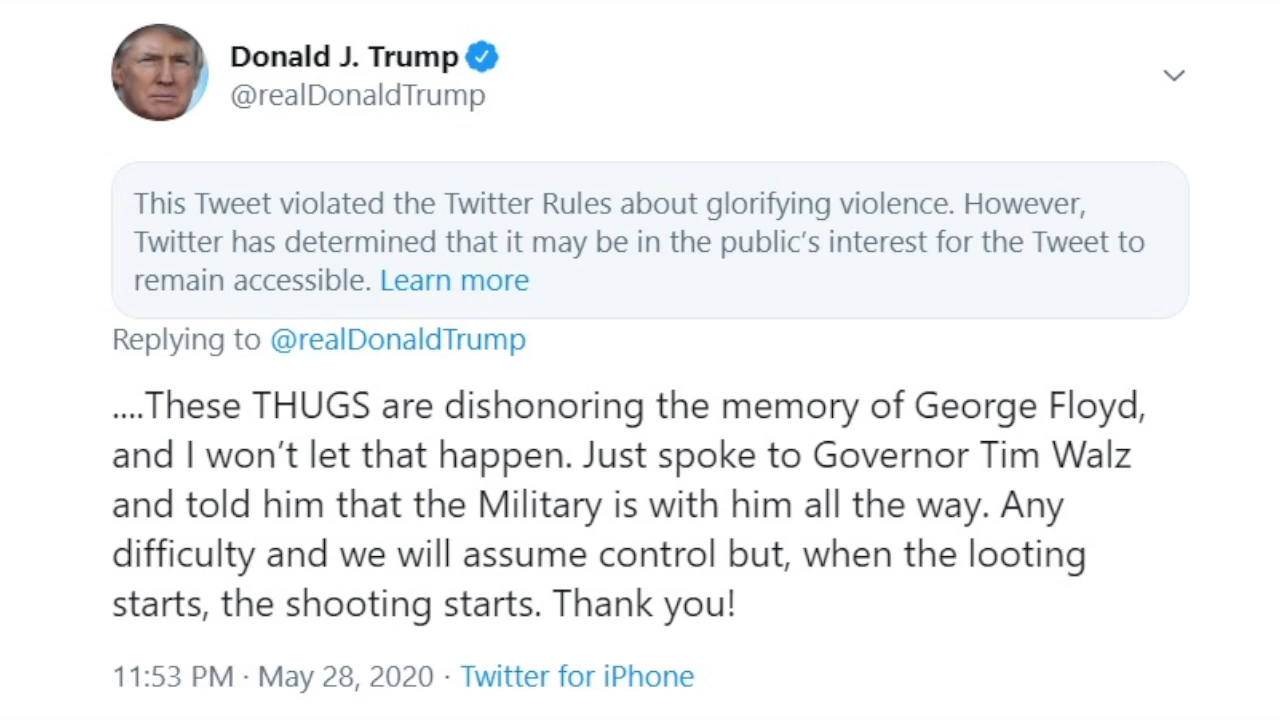 Donald J. Trump
@realDonaldTrump
This Tweet violated the Twitter Rules about glorifying violence. However,
Twitter has determined that it may be in the public's interest for the Tweet to
remain accessible. Learn more
Replying to @realDonaldTrump
....These THUGS are dishonoring the memory of George Floyd,
and I won't let that happen. Just spoke to Governor Tim Walz
and told him that the Military is with him all the way. Any
difficulty and we will assume control but, when the looting
starts, the shooting starts. Thank you!
11:53 PM · May 28, 2020 · Twitter for iPhone